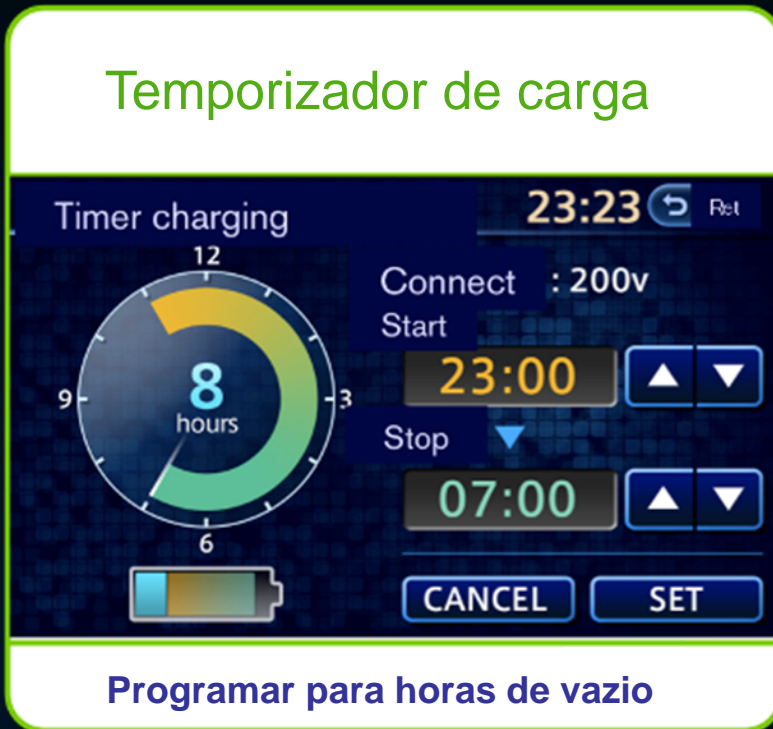 Temporizador de carga
Timer charging
23:23
Ret
12
3
6
9
8
hours
Connect : 200v
Start
23:00
Stop
07:00
CANCEL
SET
Programar para horas de vazio